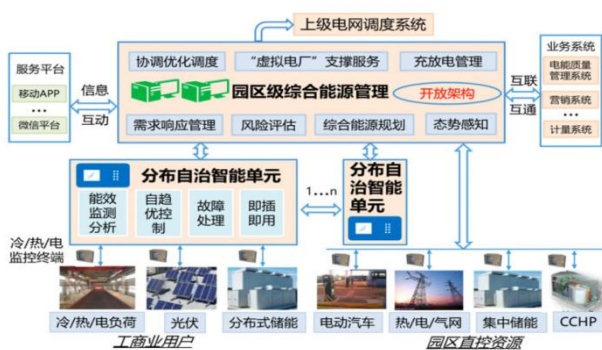 上级电网调度系统
服务平台
移动APP
...
微信平台
信息
互动
协调优化调度
“虚拟电厂”支撑服务
充放电管理
园区级综合能源管理
开放架构
需求响应管理
风险评估
综合能源规划
态势感知
互联
互通
业务系统
电能质量
管理系统
营销系统
...
计量系统
分布自治智能单元
能效
监测
分析
自趋
优控
制
故障
处理
即插
即用
1...n
分布自
治智能
单元
冷/热/电
监控终端
冷/热/电负荷
光伏
分布式储能
电动汽车
热/电/气网
集中储能
CCHP
工商业用户
园区直控资源